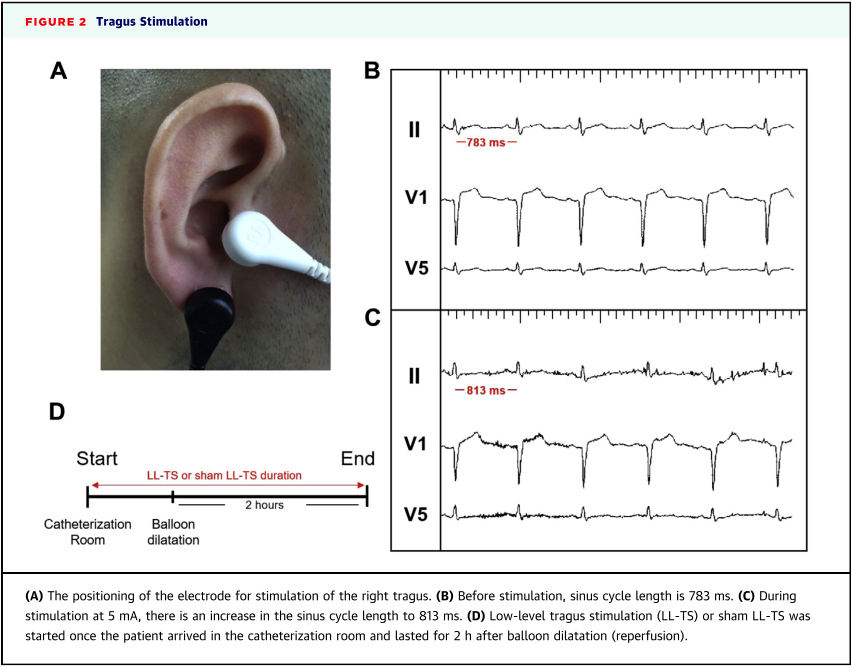 FIGURE 2 Tragus Stimulation
A
B
II
783 ms
V1
V5
C
II
813 ms
V1
V5
D
Start
End
LL-TS or sham LL-TS duration
2 hours
Catheterization
Room
Balloon
dilatation
(A) The positioning of the electrode for stimulation of the right tragus. (B) Before stimulation, sinus cycle length is 783 ms. (C) During
stimulation at 5 mA, there is an increase in the sinus cycle length to 813 ms. (D) Low-level tragus stimulation (LL-TS) or sham LL-TS was
started once the patient arrived in the catheterization room and lasted for 2 h after balloon dilatation (reperfusion).